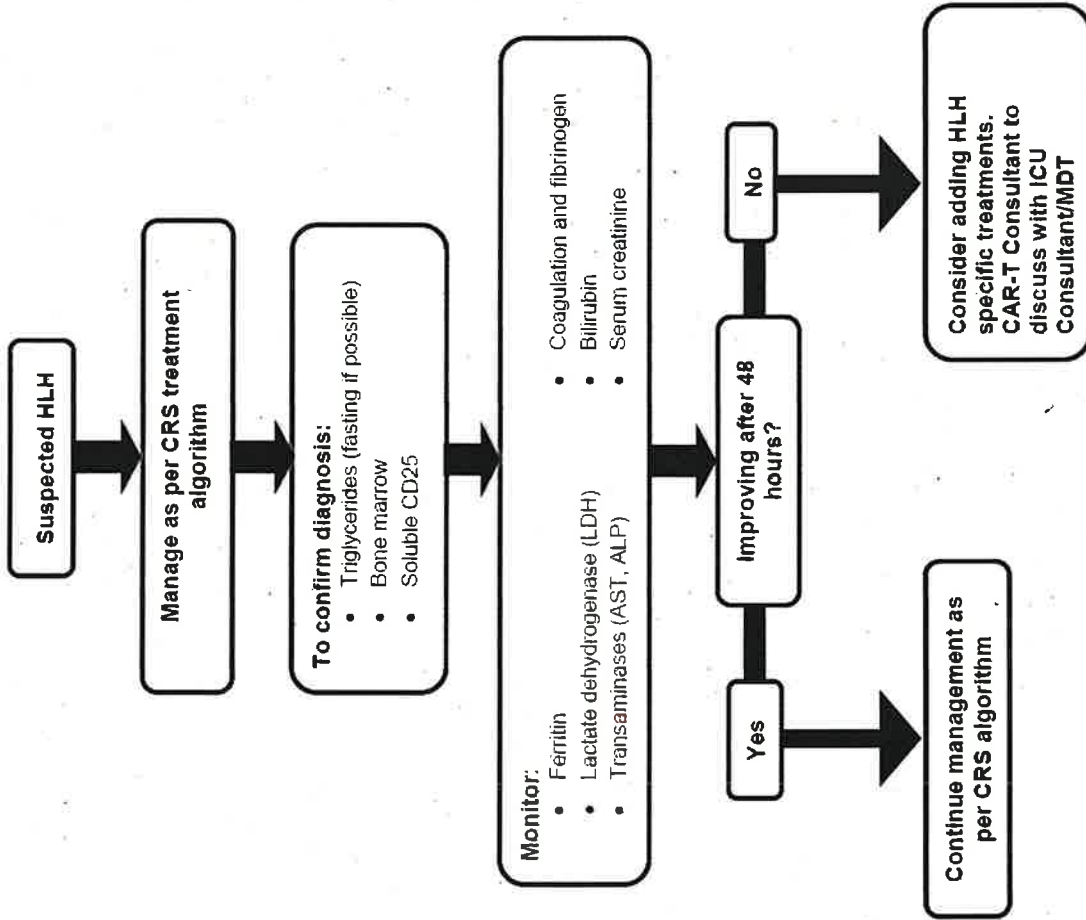 Suspected HLH
Manage as per CRS treatment
algorithm
To confirm diagnosis:
• Triglycerides (fasting if possible)
• Bone marrow
• Soluble CD25
Monitor:
• Ferritin
• Lactate dehydrogenase (LDH)
• Transaminases (AST, ALP)
• Coagulation and fibrinogen
• Bilirubin
• Serum creatinine
Improving after 48
hours?
Yes
No
Continue management as
per CRS algorithm
Consider adding HLH
specific treatments.
CAR-T Consultant to
discuss with ICU
Consultant/MDT